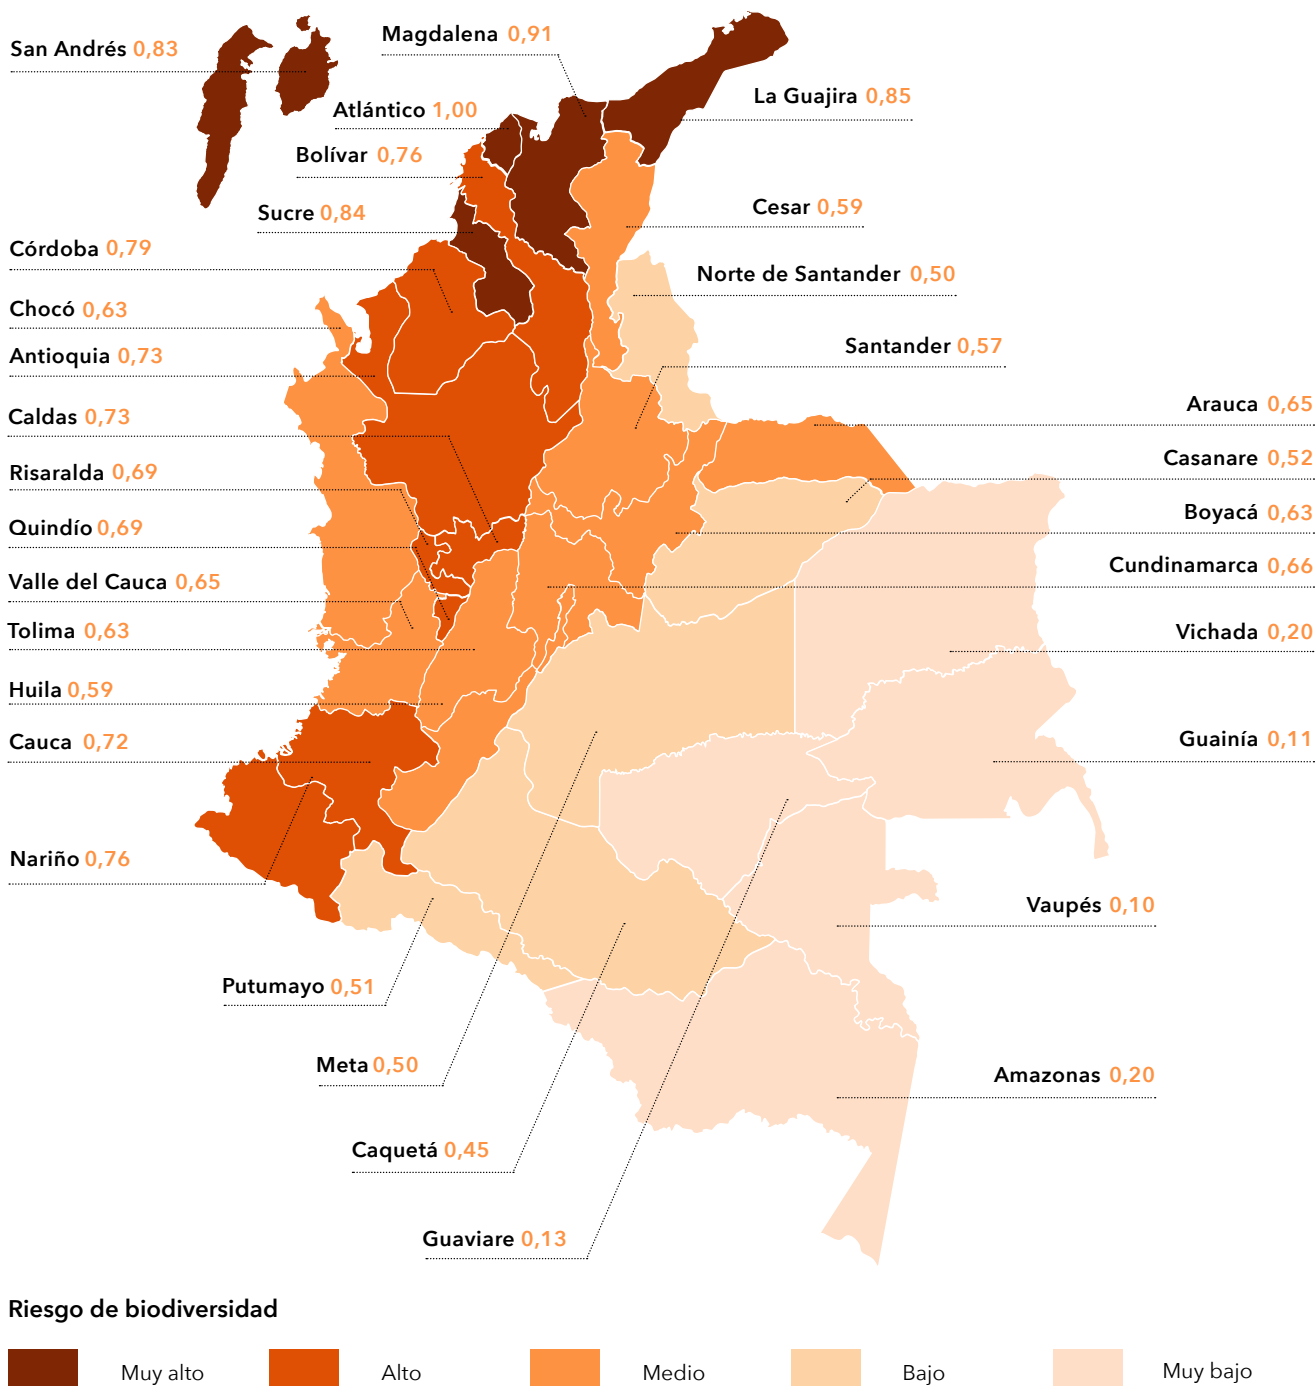 San Andrés 0,83
Magdalena 0,91
Atlántico 1,00
La Guajira 0,85
Bolívar 0,76
Sucre 0,84
Cesar 0,59
Córdoba 0,79
Norte de Santander 0,50
Chocó 0,63
Antioquia 0,73
Santander 0,57
Caldas 0,73
Arauca 0,65
Risaralda 0,69
Casanare 0,52
Quindío 0,69
Boyacá 0,63
Valle del Cauca 0,65
Cundinamarca 0,66
Tolima 0,63
Vichada 0,20
Huila 0,59
Cauca 0,72
Guainía 0,11
Nariño 0,76
Vaupés 0,10
Putumayo 0,51
Meta 0,50
Amazonas 0,20
Caquetá 0,45
Guaviare 0,13
Riesgo de biodiversidad
Muy alto
Alto
Medio
Bajo
Muy bajo